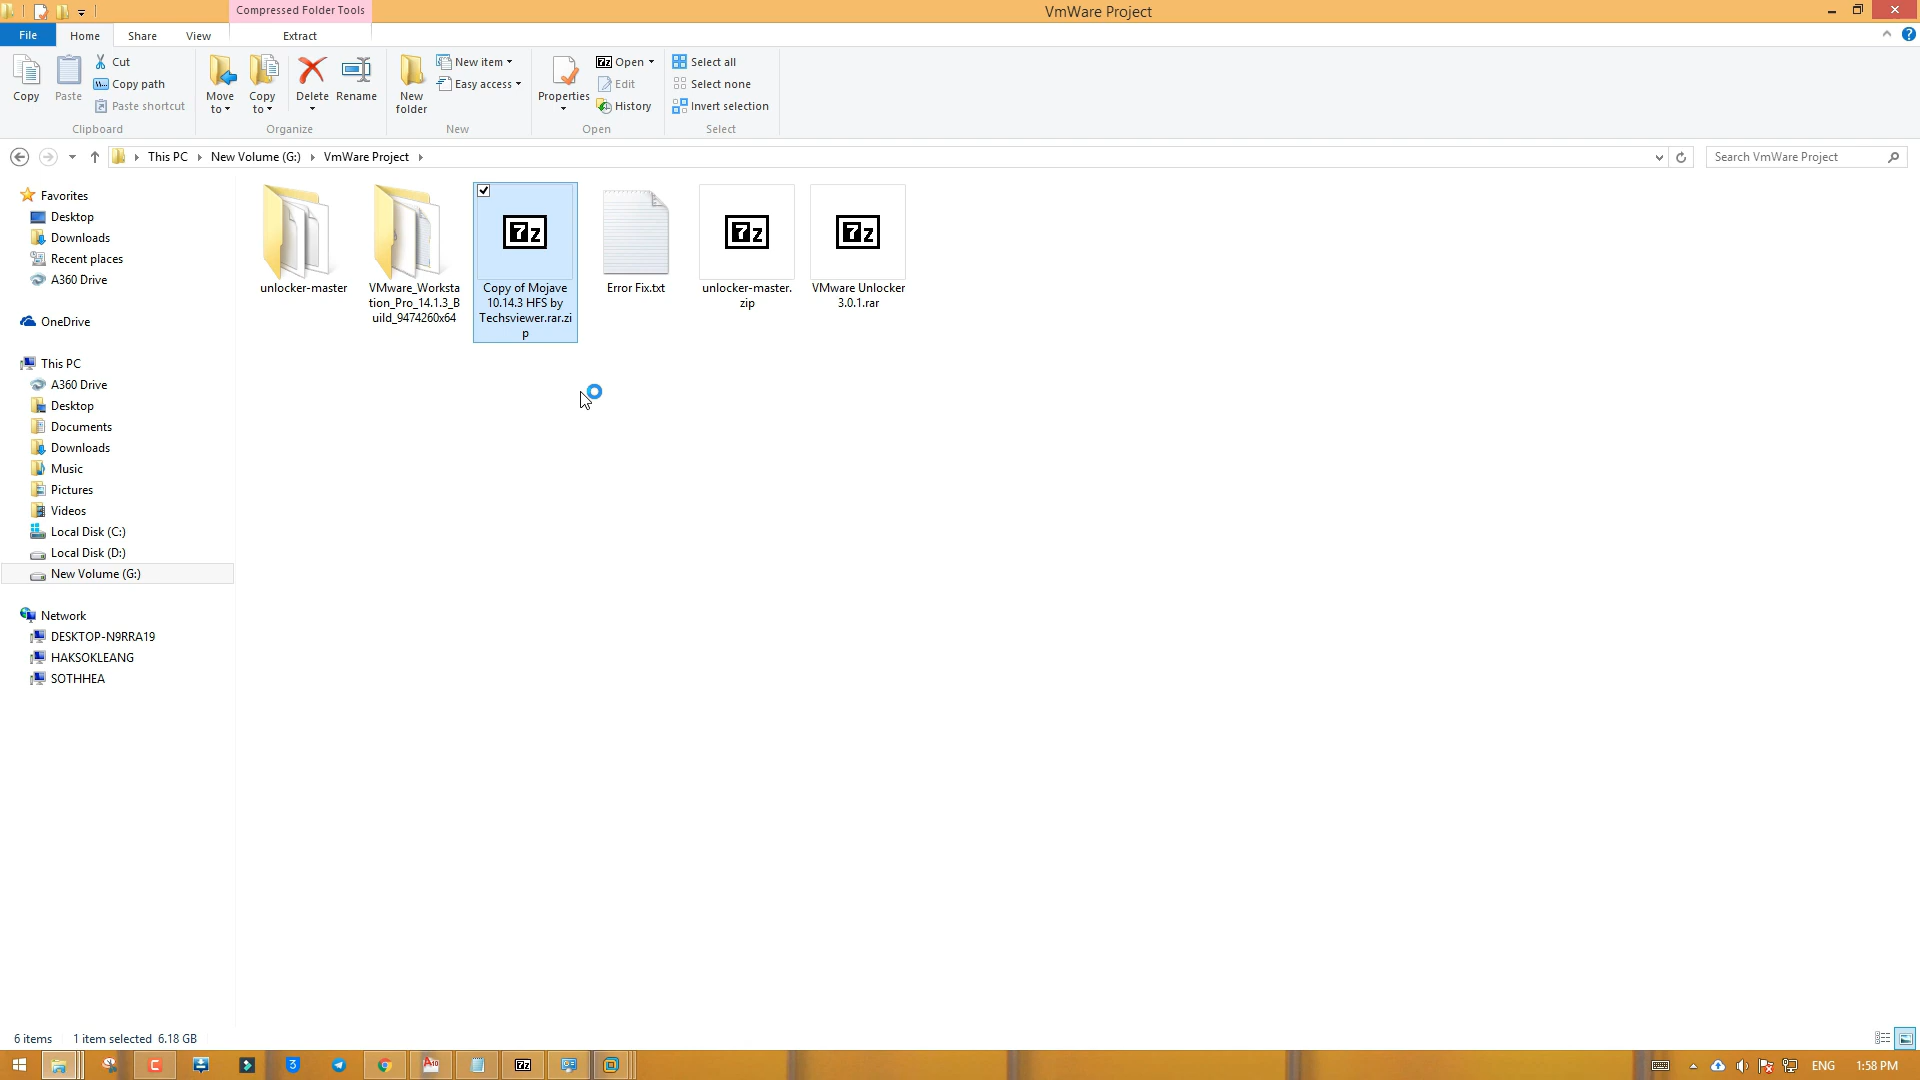 Compressed Folder Tools
VmWare Project
File
Home
Share
View
Extract
Copy
Paste
Cut
Copy path
Paste shortcut
Clipboard
Move to
Copy to
Delete
Rename
Organize
New folder
New item
Easy access
New
Properties
Open
Edit
History
Open
Select all
Select none
Invert selection
Select
This PC
New Volume (G:)
VmWare Project
Search VmWare Project
Favorites
Desktop
Downloads
Recent places
A360 Drive
OneDrive
This PC
A360 Drive
Desktop
Documents
Downloads
Music
Pictures
Videos
Local Disk (C:)
Local Disk (D:)
New Volume (G:)
Network
DESKTOP-N9RRA19
HAKSOKLEANG
SOTHHEA
unlocker-master
VMware_Worksta
tion_Pro_14.1.3_B
uild_9474260x64
7z
Copy of Mojave
10.14.3 HFS by
Techsviewer.rar.zi
p
Error Fix.txt
7z
unlocker-master.
zip
7z
VMware Unlocker
3.0.1.rar
6 items
1 item selected 6.18 GB
ENG
1:58 PM